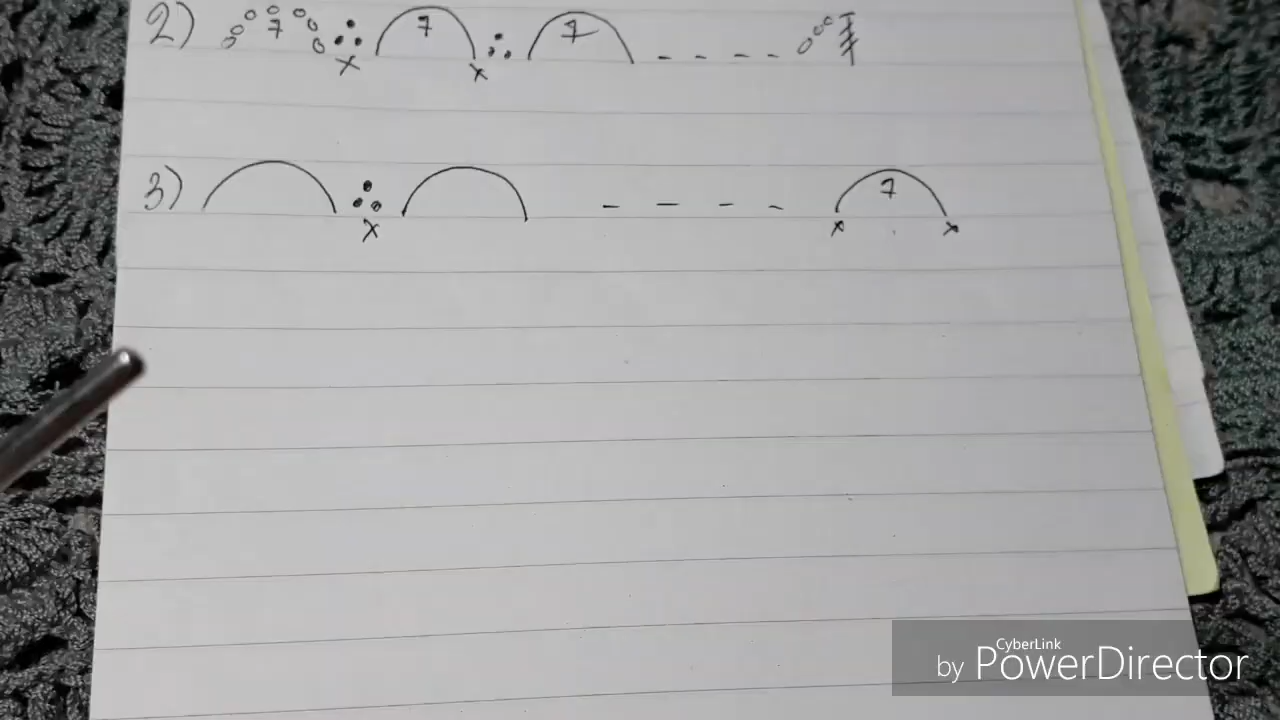 2) 7 x 7 x 7 - - - -
3) x - - - - x 7 x
CyberLink
by PowerDirector